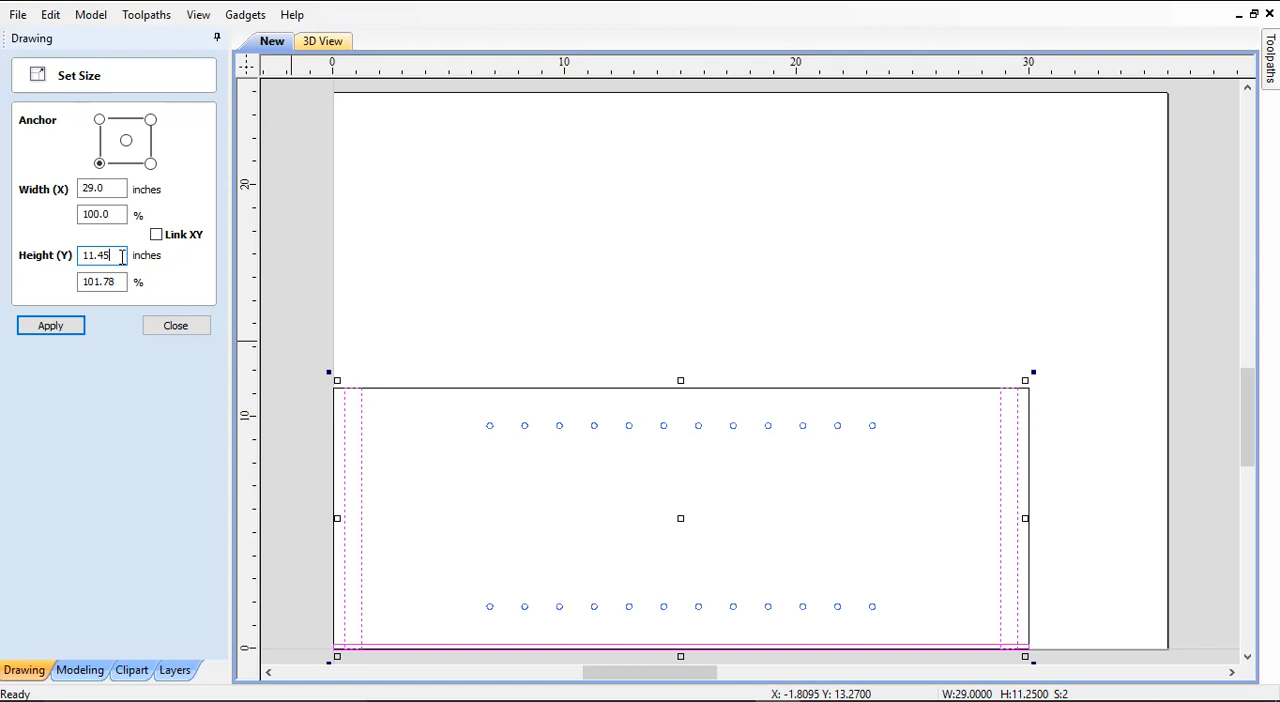 File Edit Model Toolpaths View Gadgets Help
Drawing
New 3D View
Toolpaths
Set Size
0 10 20 30
Anchor
Width (X) 29.0 inches
100.0 %
Link XY
Height (Y) 11.45 inches
101.78 %
Apply Close
20
10
0
Drawing Modeling Clipart Layers
Ready X: -1.8095 Y: 13.2700 W:29.0000 H:11.2500 S:2